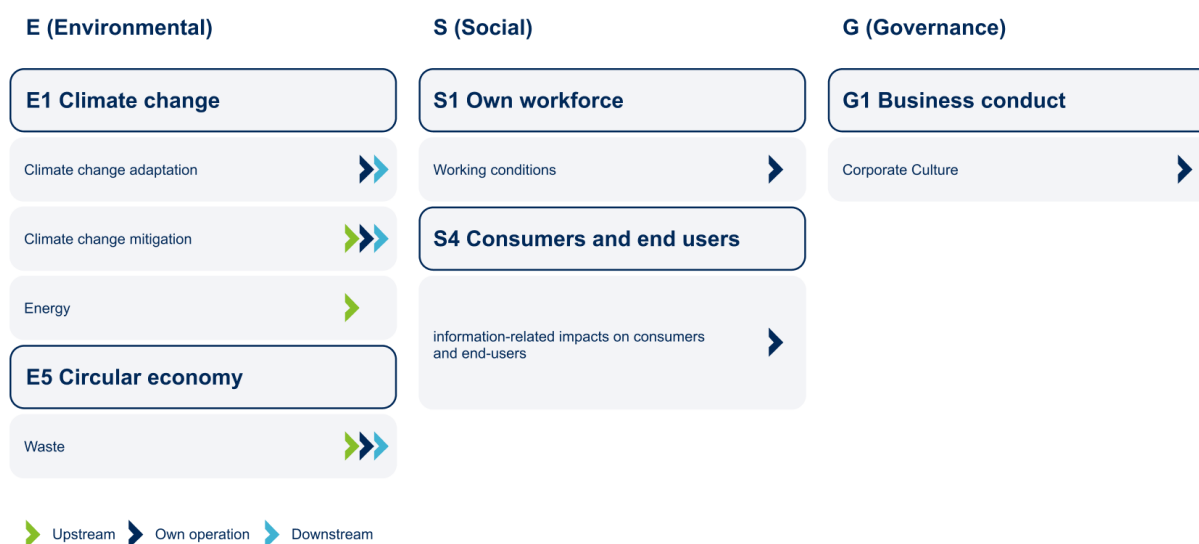 E (Environmental)
S (Social)
G (Governance)
E1 Climate change
S1 Own workforce
G1 Business conduct
Climate change adaptation
Working conditions
Corporate Culture
Climate change mitigation
S4 Consumers and end users
Energy
information-related impacts on consumers
and end-users
E5 Circular economy
Waste
Upstream
Own operation
Downstream